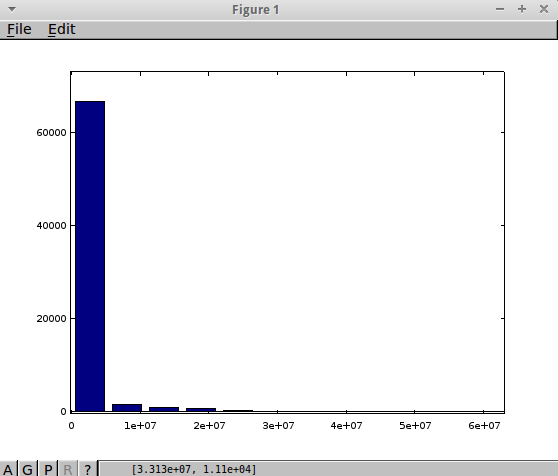 Figure 1
File Edit
60000
40000
20000
0
0 1e+07 2e+07 3e+07 4e+07 5e+07 6e+07
A G P R ? [3.313e+07, 1.11e+04]